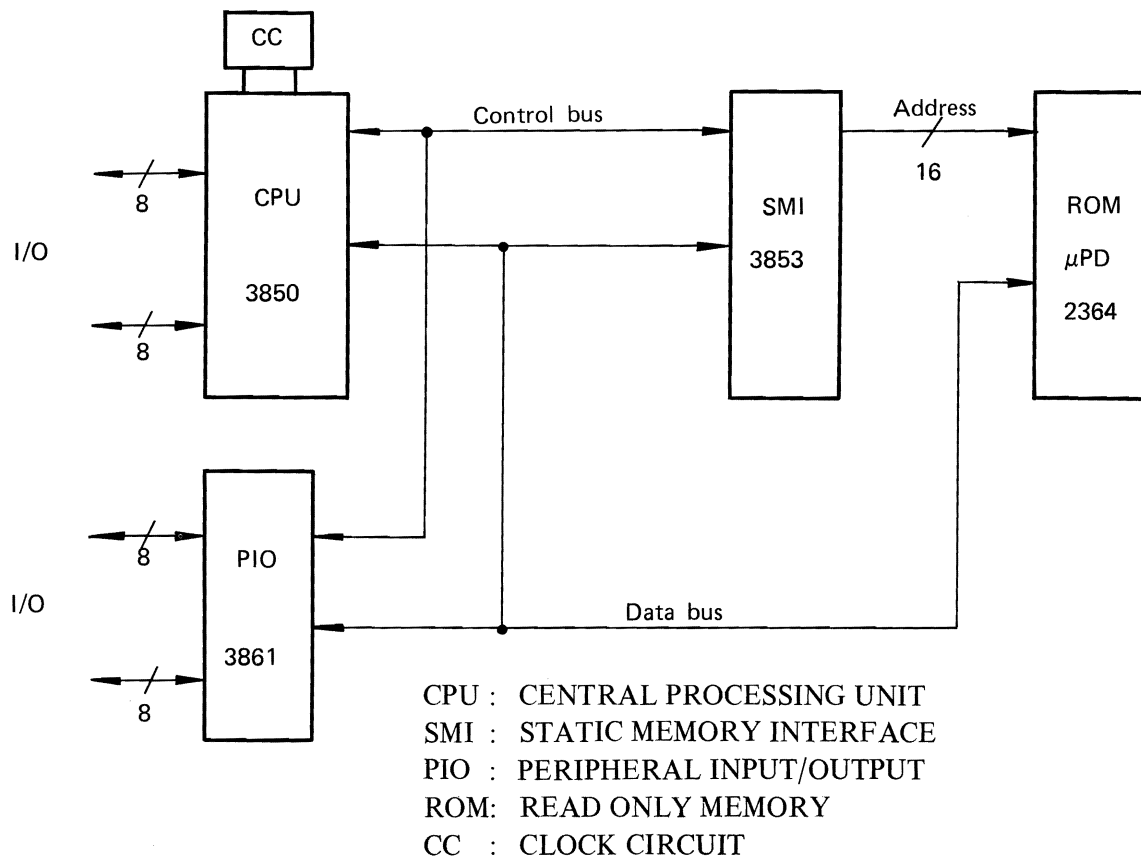 CC
Control bus
Address
16
8
CPU
SMI
ROM
I/O
3850
3853
μPD
2364
8
8
PIO
I/O
3861
Data bus
8
CPU : CENTRAL PROCESSING UNIT
SMI : STATIC MEMORY INTERFACE
PIO : PERIPHERAL INPUT/OUTPUT
ROM: READ ONLY MEMORY
CC : CLOCK CIRCUIT